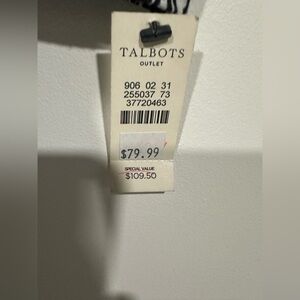 TALBOTS
OUTLET
906 02 31
255037 73
37720463
$79.99
SPECIAL VALUE
$109.50